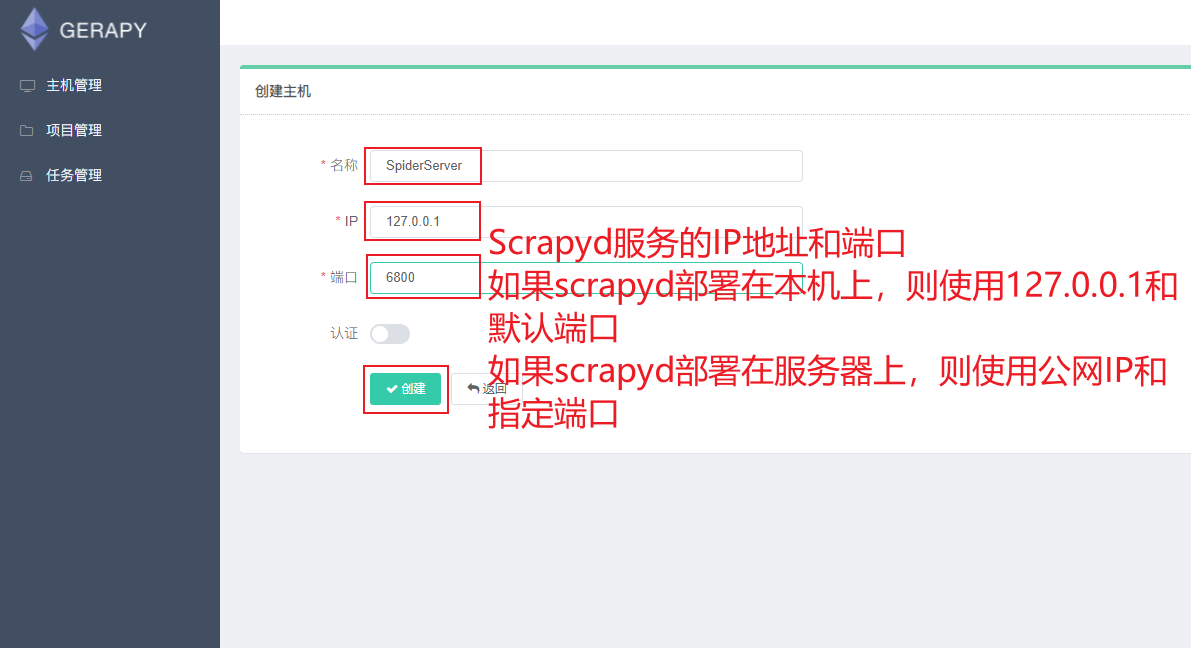 GERAPY
主机管理
项目管理
任务管理
创建主机
* 名称 SpiderServer
* IP 127.0.0.1
* 端口 6800
认证
创建 返回
Scrapyd服务的IP地址和端口
如果scrapyd部署在本机上，则使用127.0.0.1和
默认端口
如果scrapyd部署在服务器上，则使用公网IP和
指定端口